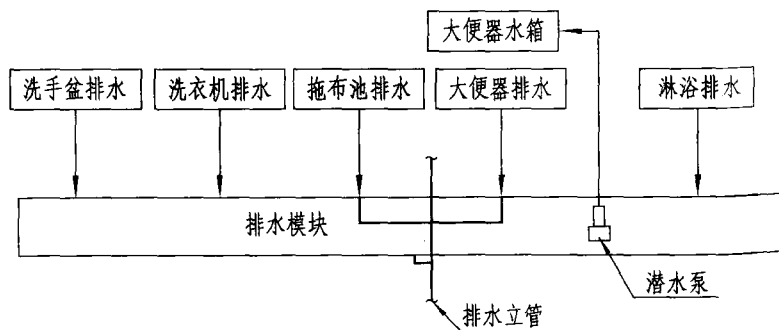 大便器水箱
洗手盆排水
洗衣机排水
拖布池排水
大便器排水
淋浴排水
排水模块
潜水泵
排水立管